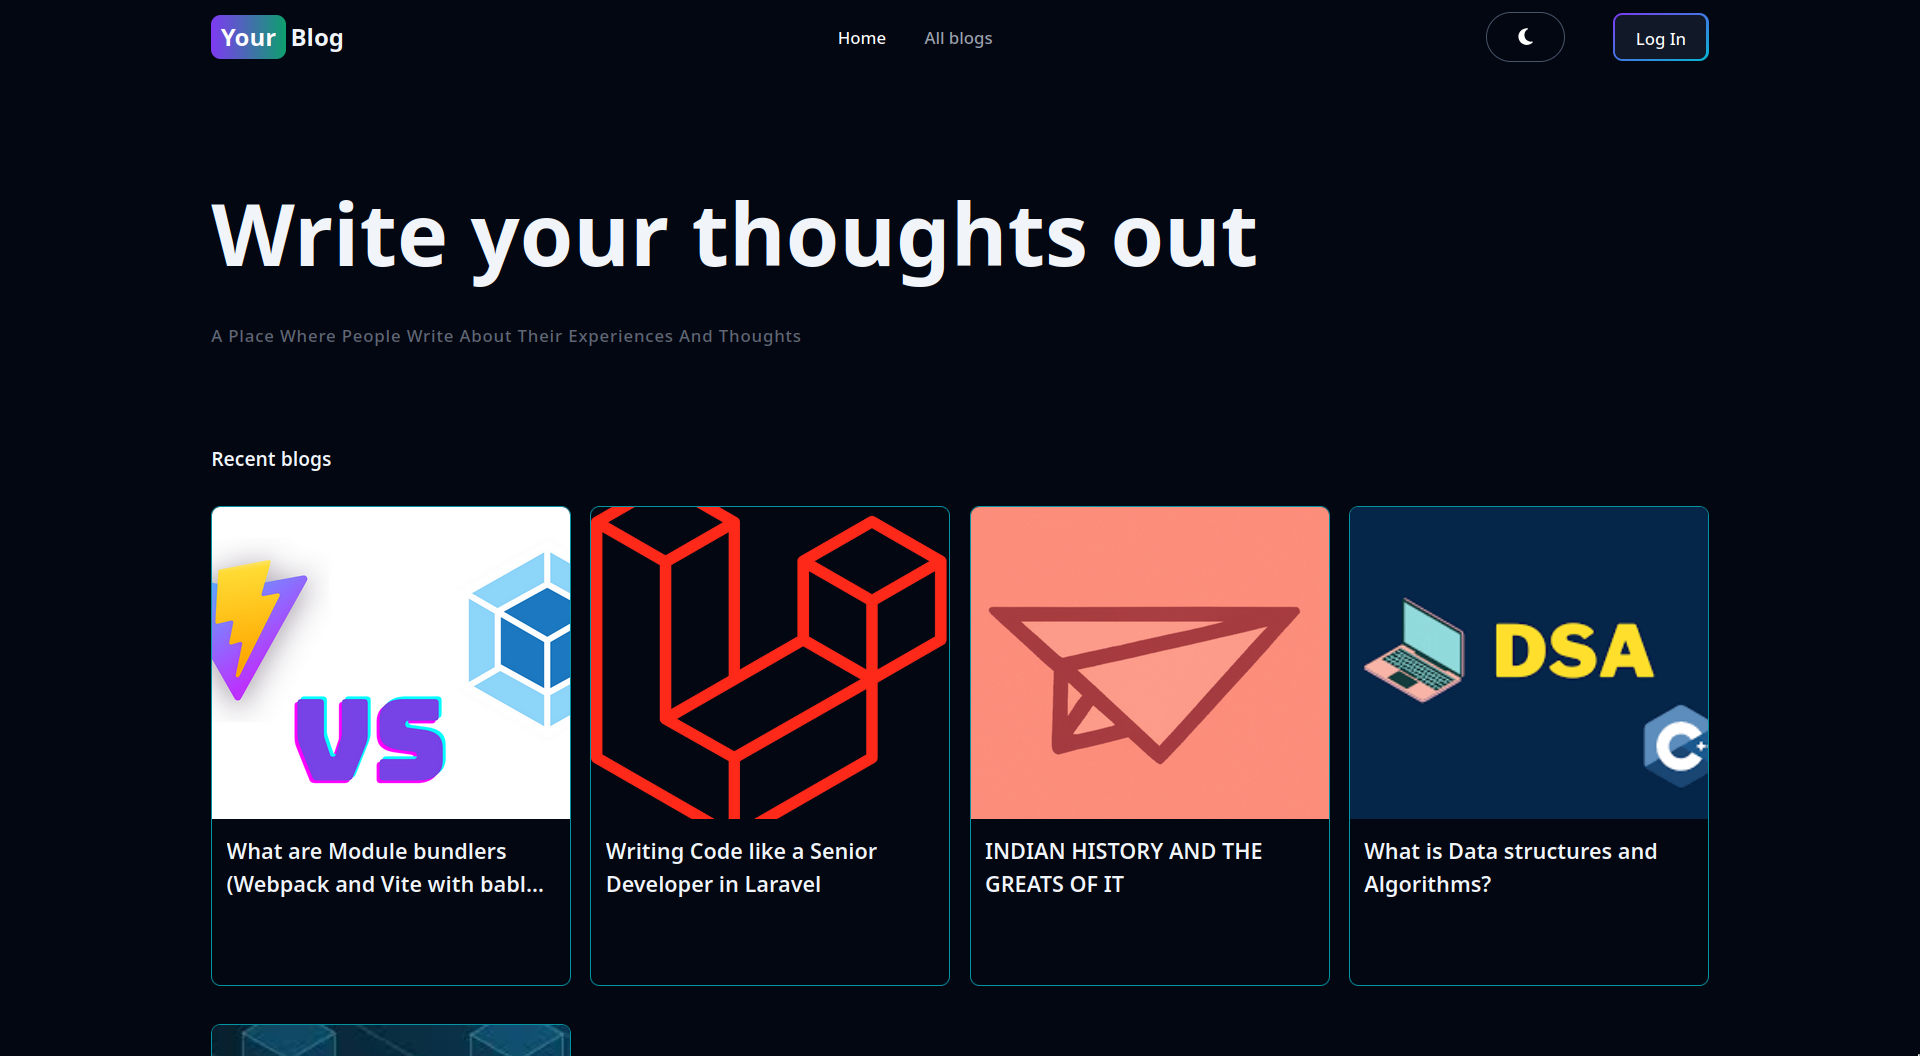 Your Blog
Home
All blogs
Log In
Write your thoughts out
A Place Where People Write About Their Experiences And Thoughts
Recent blogs
VS
What are Module bundlers
(Webpack and Vite with babl...
Writing Code like a Senior
Developer in Laravel
INDIAN HISTORY AND THE
GREATS OF IT
DSA
C+
What is Data structures and
Algorithms?